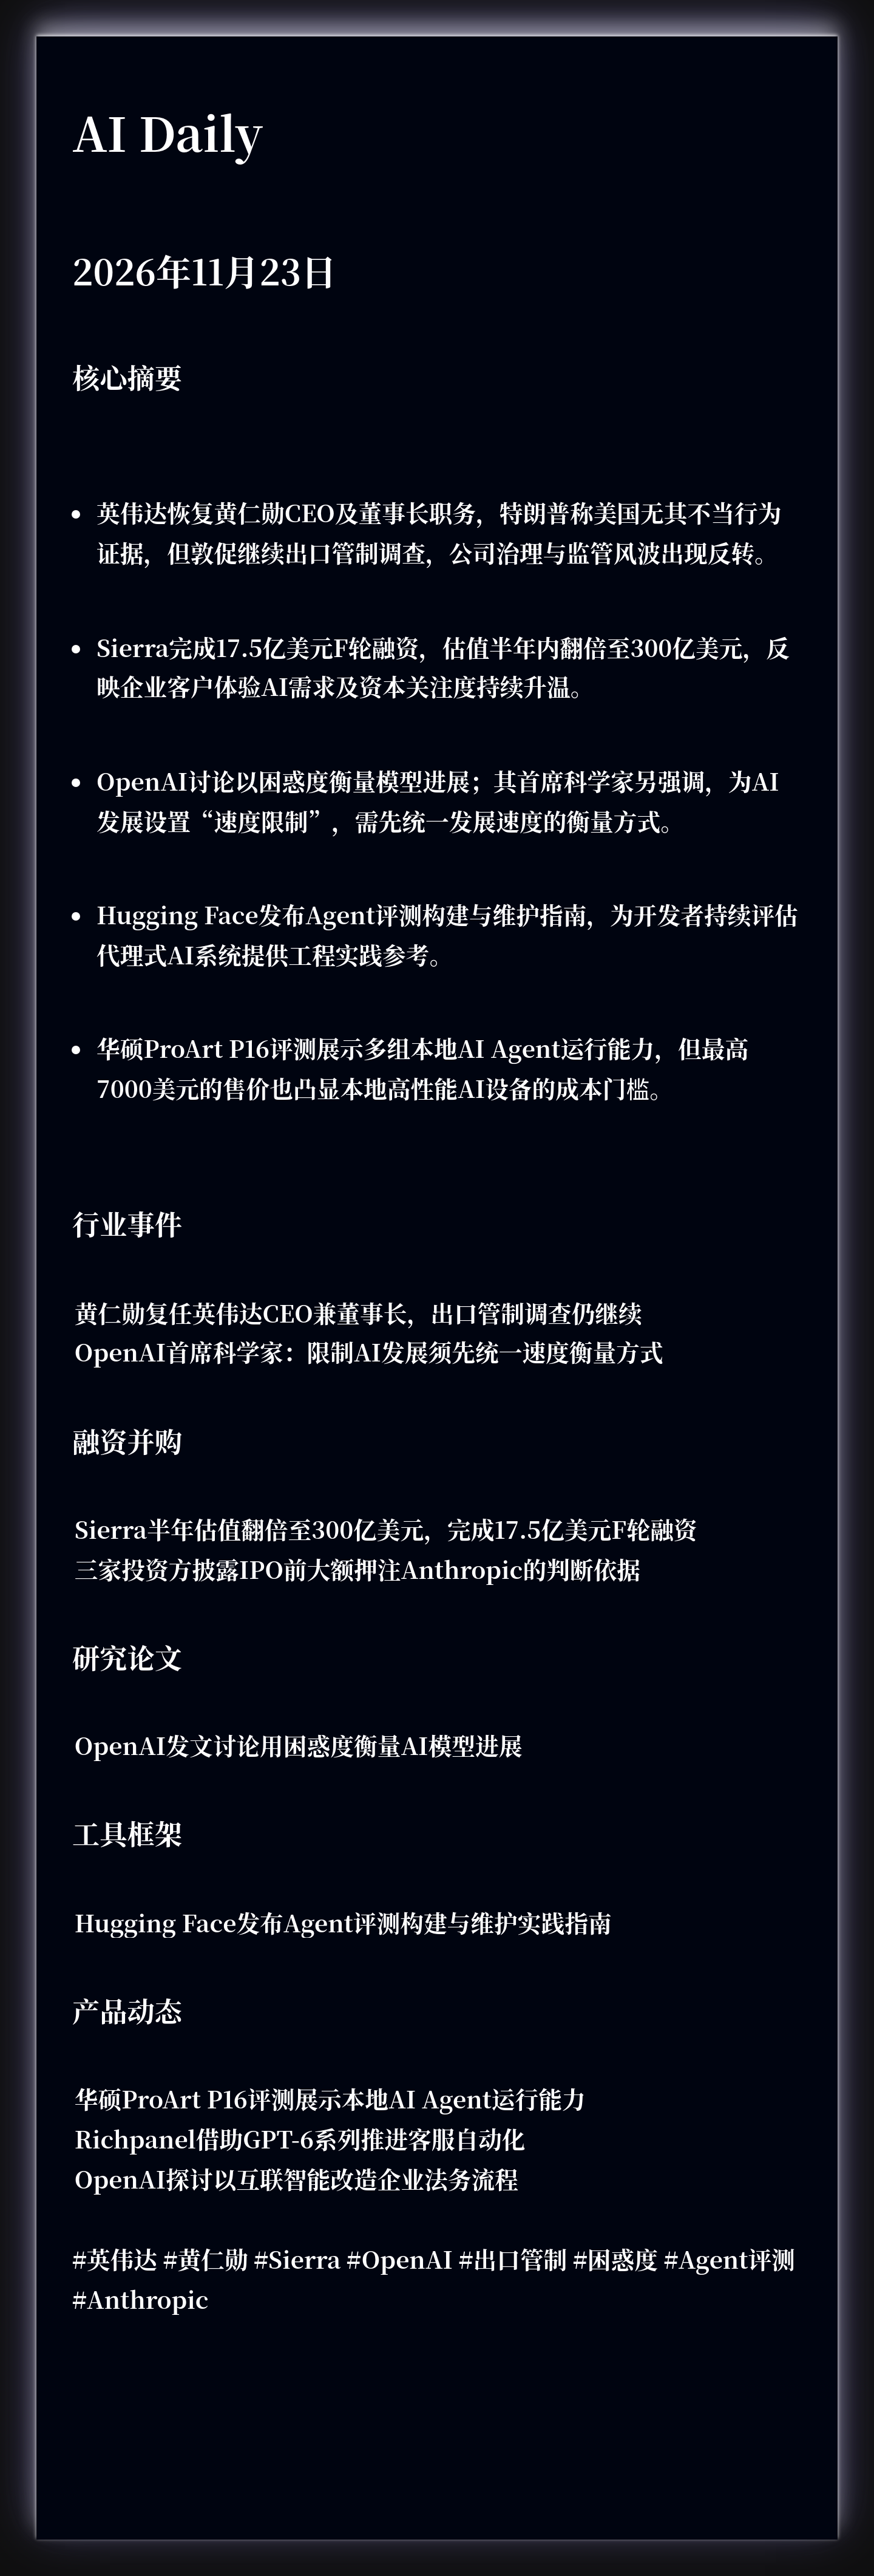 AI Daily
2026年11月23日
核心摘要
• 英伟达恢复黄仁勋CEO及董事长职务，特朗普称美国无其不当行为
证据，但敦促继续出口管制调查，公司治理与监管风波出现反转。
• Sierra完成17.5亿美元F轮融资，估值半年内翻倍至300亿美元，反
映企业客户体验AI需求及资本关注度持续升温。
• OpenAI讨论以困惑度衡量模型进展；其首席科学家另强调，为AI
发展设置“速度限制”，需先统一发展速度的衡量方式。
• Hugging Face发布Agent评测构建与维护指南，为开发者持续评估
代理式AI系统提供工程实践参考。
• 华硕ProArt P16评测展示多组本地AI Agent运行能力，但最高
7000美元的售价也凸显本地高性能AI设备的成本门槛。
行业事件
黄仁勋复任英伟达CEO兼董事长，出口管制调查仍继续
OpenAI首席科学家：限制AI发展须先统一速度衡量方式
融资并购
Sierra半年估值翻倍至300亿美元，完成17.5亿美元F轮融资
三家投资方披露IPO前大额押注Anthropic的判断依据
研究论文
OpenAI发文讨论用困惑度衡量AI模型进展
工具框架
Hugging Face发布Agent评测构建与维护实践指南
产品动态
华硕ProArt P16评测展示本地AI Agent运行能力
Richpanel借助GPT-6系列推进客服自动化
OpenAI探讨以互联智能改造企业法务流程
#英伟达 #黄仁勋 #Sierra #OpenAI #出口管制 #困惑度 #Agent评测
#Anthropic